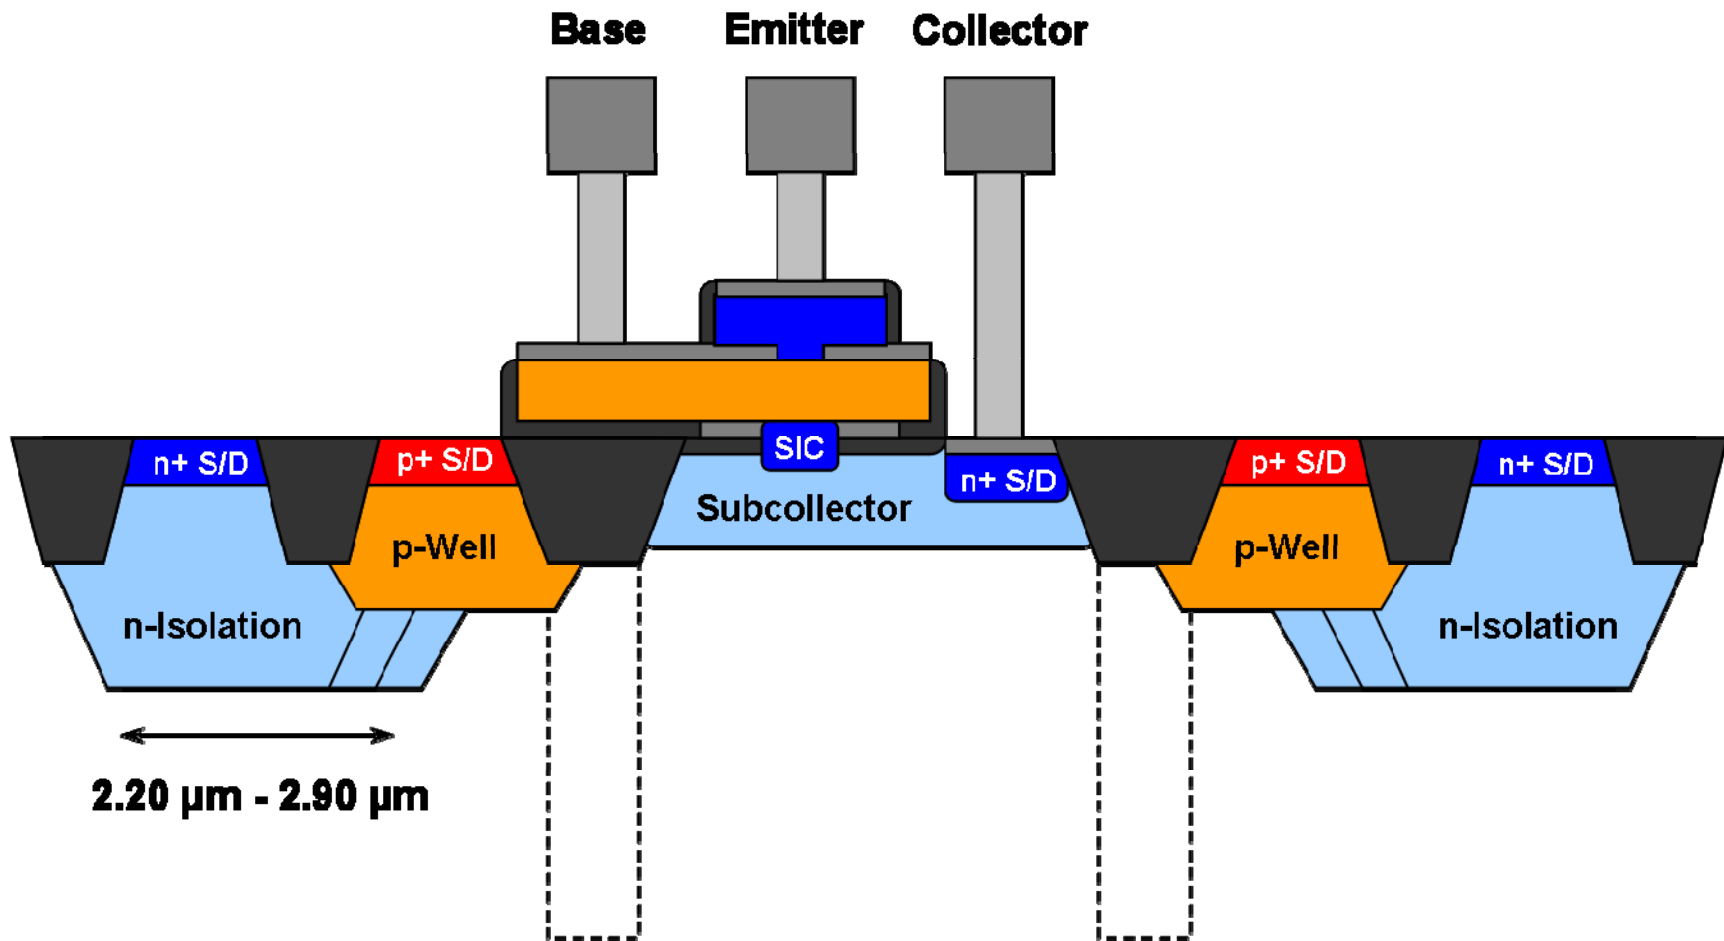 Base Emitter Collector
n+ S/D p+ S/D SIC n+ S/D p+ S/D n+ S/D
Subcollector
p-Well p-Well
n-Isolation n-Isolation
2.20 µm - 2.90 µm